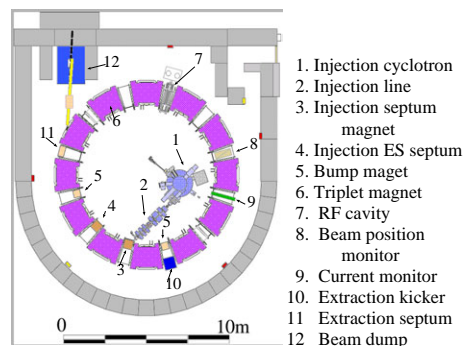 12
7
1. Injection cyclotron
2. Injection line
3. Injection septum
magnet
4. Injection ES septum
5. Bump maget
6. Triplet magnet
7. RF cavity
8. Beam position
monitor
9. Current monitor
10. Extraction kicker
11 Extraction septum
12 Beam dump
6
11
1
8
5
2
9
4
5
3
10
0
10m